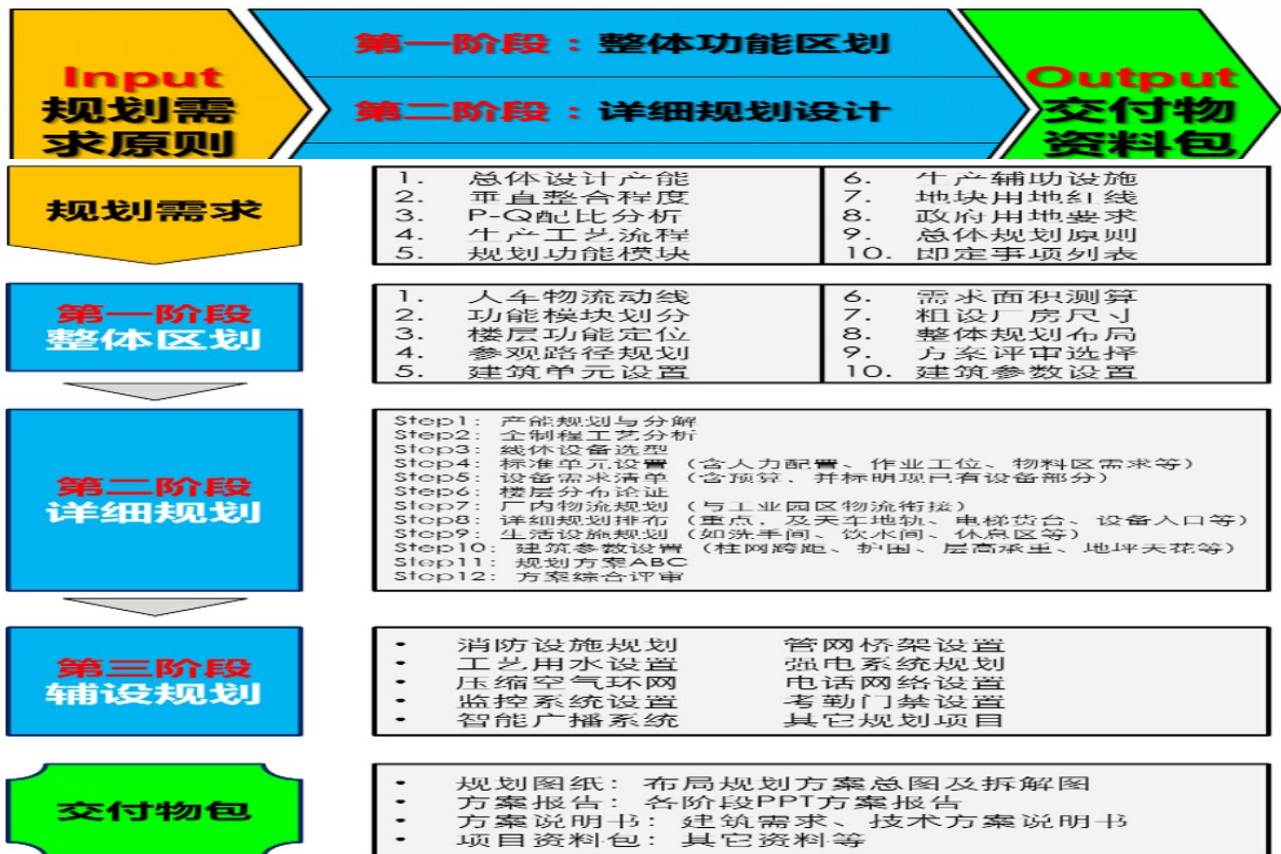 Input
规划需
求原则
第一阶段：整体功能区划
第二阶段：详细规划设计
Output
交付物
资料包
规划需求
1. 总体设计产能
2. 垂直整合程度
3. P-Q配比分析
4. 生产工艺流程
5. 规划功能模块
6. 生产辅助设施
7. 地块用地红线
8. 政府用地要求
9. 总体规划原则
10. 即定事项列表
第一阶段
整体区划
1. 人车物流动线
2. 功能模块划分
3. 楼层功能定位
4. 参观路径规划
5. 建筑单元设置
6. 需求面积测算
7. 粗设厂房尺寸
8. 整体规划布局
9. 方案评审选择
10. 建筑参数设置
第二阶段
详细规划
Step1: 产能规划与分解
Step2: 全制程工艺分析
Step3: 线体设备选型
Step4: 标准单元设置（含人力配置、作业工位、物料区需求等）
Step5: 设备需求清单（含预算，并标明现已有设备部分）
Step6: 楼层分布论证
Step7: 厂内物流规划（与工业园区物流衔接）
Step8: 详细规划排布（重点，及天车地轨、电梯货台、设备入口等）
Step9: 生活设施规划（如洗手间、饮水间、休息区等）
Step10: 建筑参数设置（柱网跨距、护围、层高承重、地坪天花等）
Step11: 规划方案ABC
Step12: 方案综合评审
第三阶段
辅设规划
• 消防设施规划 管网桥架设置
• 工艺用水设置 强电系统规划
• 压缩空气环网 电话网络设置
• 监控系统设置 考勤门禁设置
• 智能广播系统 其它规划项目
交付物包
• 规划图纸：布局规划方案总图及拆解图
• 方案报告：各阶段PPT方案报告
• 方案说明书：建筑需求、技术方案说明书
• 项目资料包：其它资料等